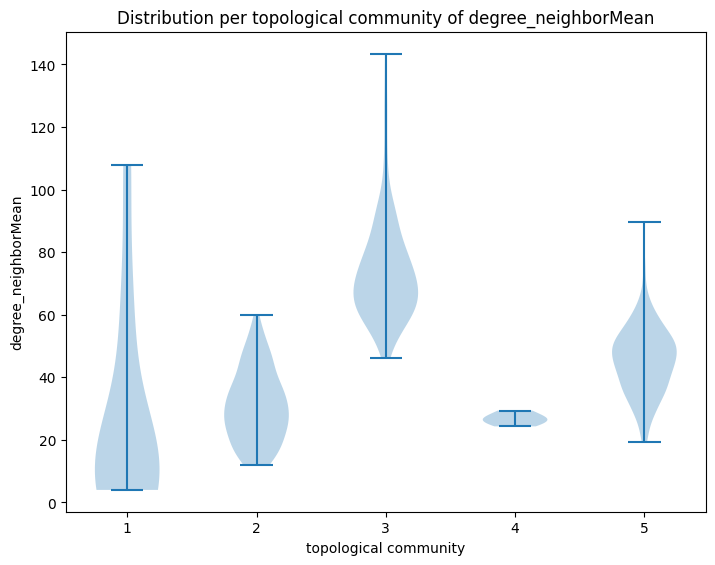 Distribution per topological community of degree_neighborMean
degree_neighborMean
140
120
100
80
60
40
20
0
1 2 3 4 5
topological community